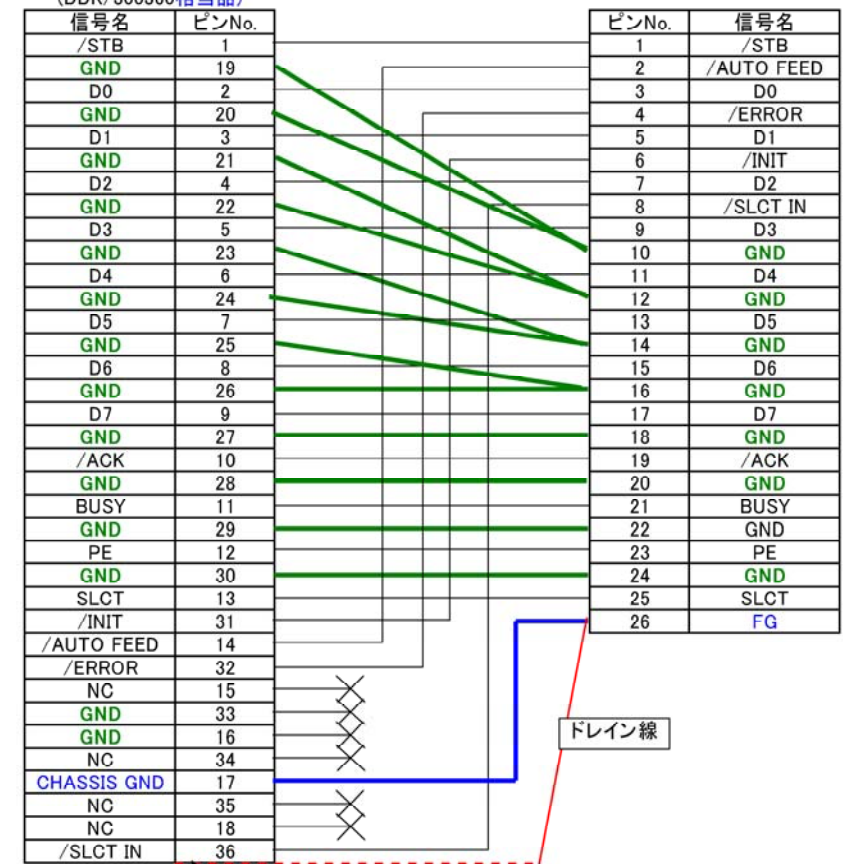 信号名 ピンNo. ピンNo. 信号名
/STB 1 1 /STB
GND 19 2 /AUTO FEED
D0 2 3 D0
GND 20 4 /ERROR
D1 3 5 D1
GND 21 6 /INIT
D2 4 7 D2
GND 22 8 /SLCT IN
D3 5 9 D3
GND 23 10 GND
D4 6 11 D4
GND 24 12 GND
D5 7 13 D5
GND 25 14 GND
D6 8 15 D6
GND 26 16 GND
D7 9 17 D7
GND 27 18 GND
/ACK 10 19 /ACK
GND 28 20 GND
BUSY 11 21 BUSY
GND 29 22 GND
PE 12 23 PE
GND 30 24 GND
SLCT 13 25 SLCT
/INIT 31 26 FG
/AUTO FEED 14
/ERROR 32
NC 15
GND 33
GND 16
ドレイン線
NC 34
CHASSIS GND 17
NC 35
NC 18
/SLCT IN 36